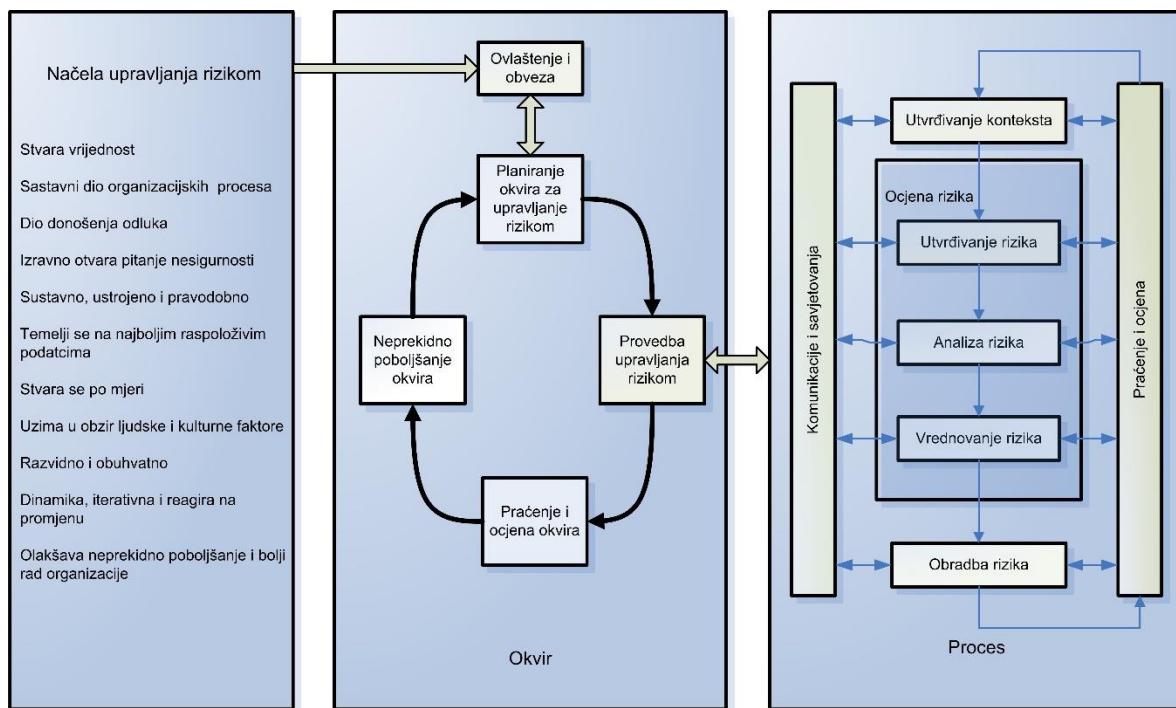 Načela upravljanja rizikom
Stvara vrijednost
Sastavni dio organizacijskih procesa
Dio donošenja odluka
Izravno otvara pitanje nesigurnosti
Sustavno, ustrojeno i pravodobno
Temelji se na najboljim raspoloživim
podatcima
Stvara se po mjeri
Uzima u obzir ljudske i kulturne faktore
Razvidno i obuhvatno
Dinamika, iterativna i reagira na
promjenu
Olakšava neprekidno poboljšanje i bolji
rad organizacije
Ovlaštenje i
obveza
Planiranje
okvira za
upravljanje
rizikom
Neprekidno
poboljšanje
okvira
Provedba
upravljanja
rizikom
Praćenje i
ocjena okvira
Okvir
Komunikacije i savjetovanja
Utvrđivanje konteksta
Ocjena rizika
Utvrđivanje rizika
Analiza rizika
Vrednovanje rizika
Obradba rizika
Praćenje i ocjena
Proces